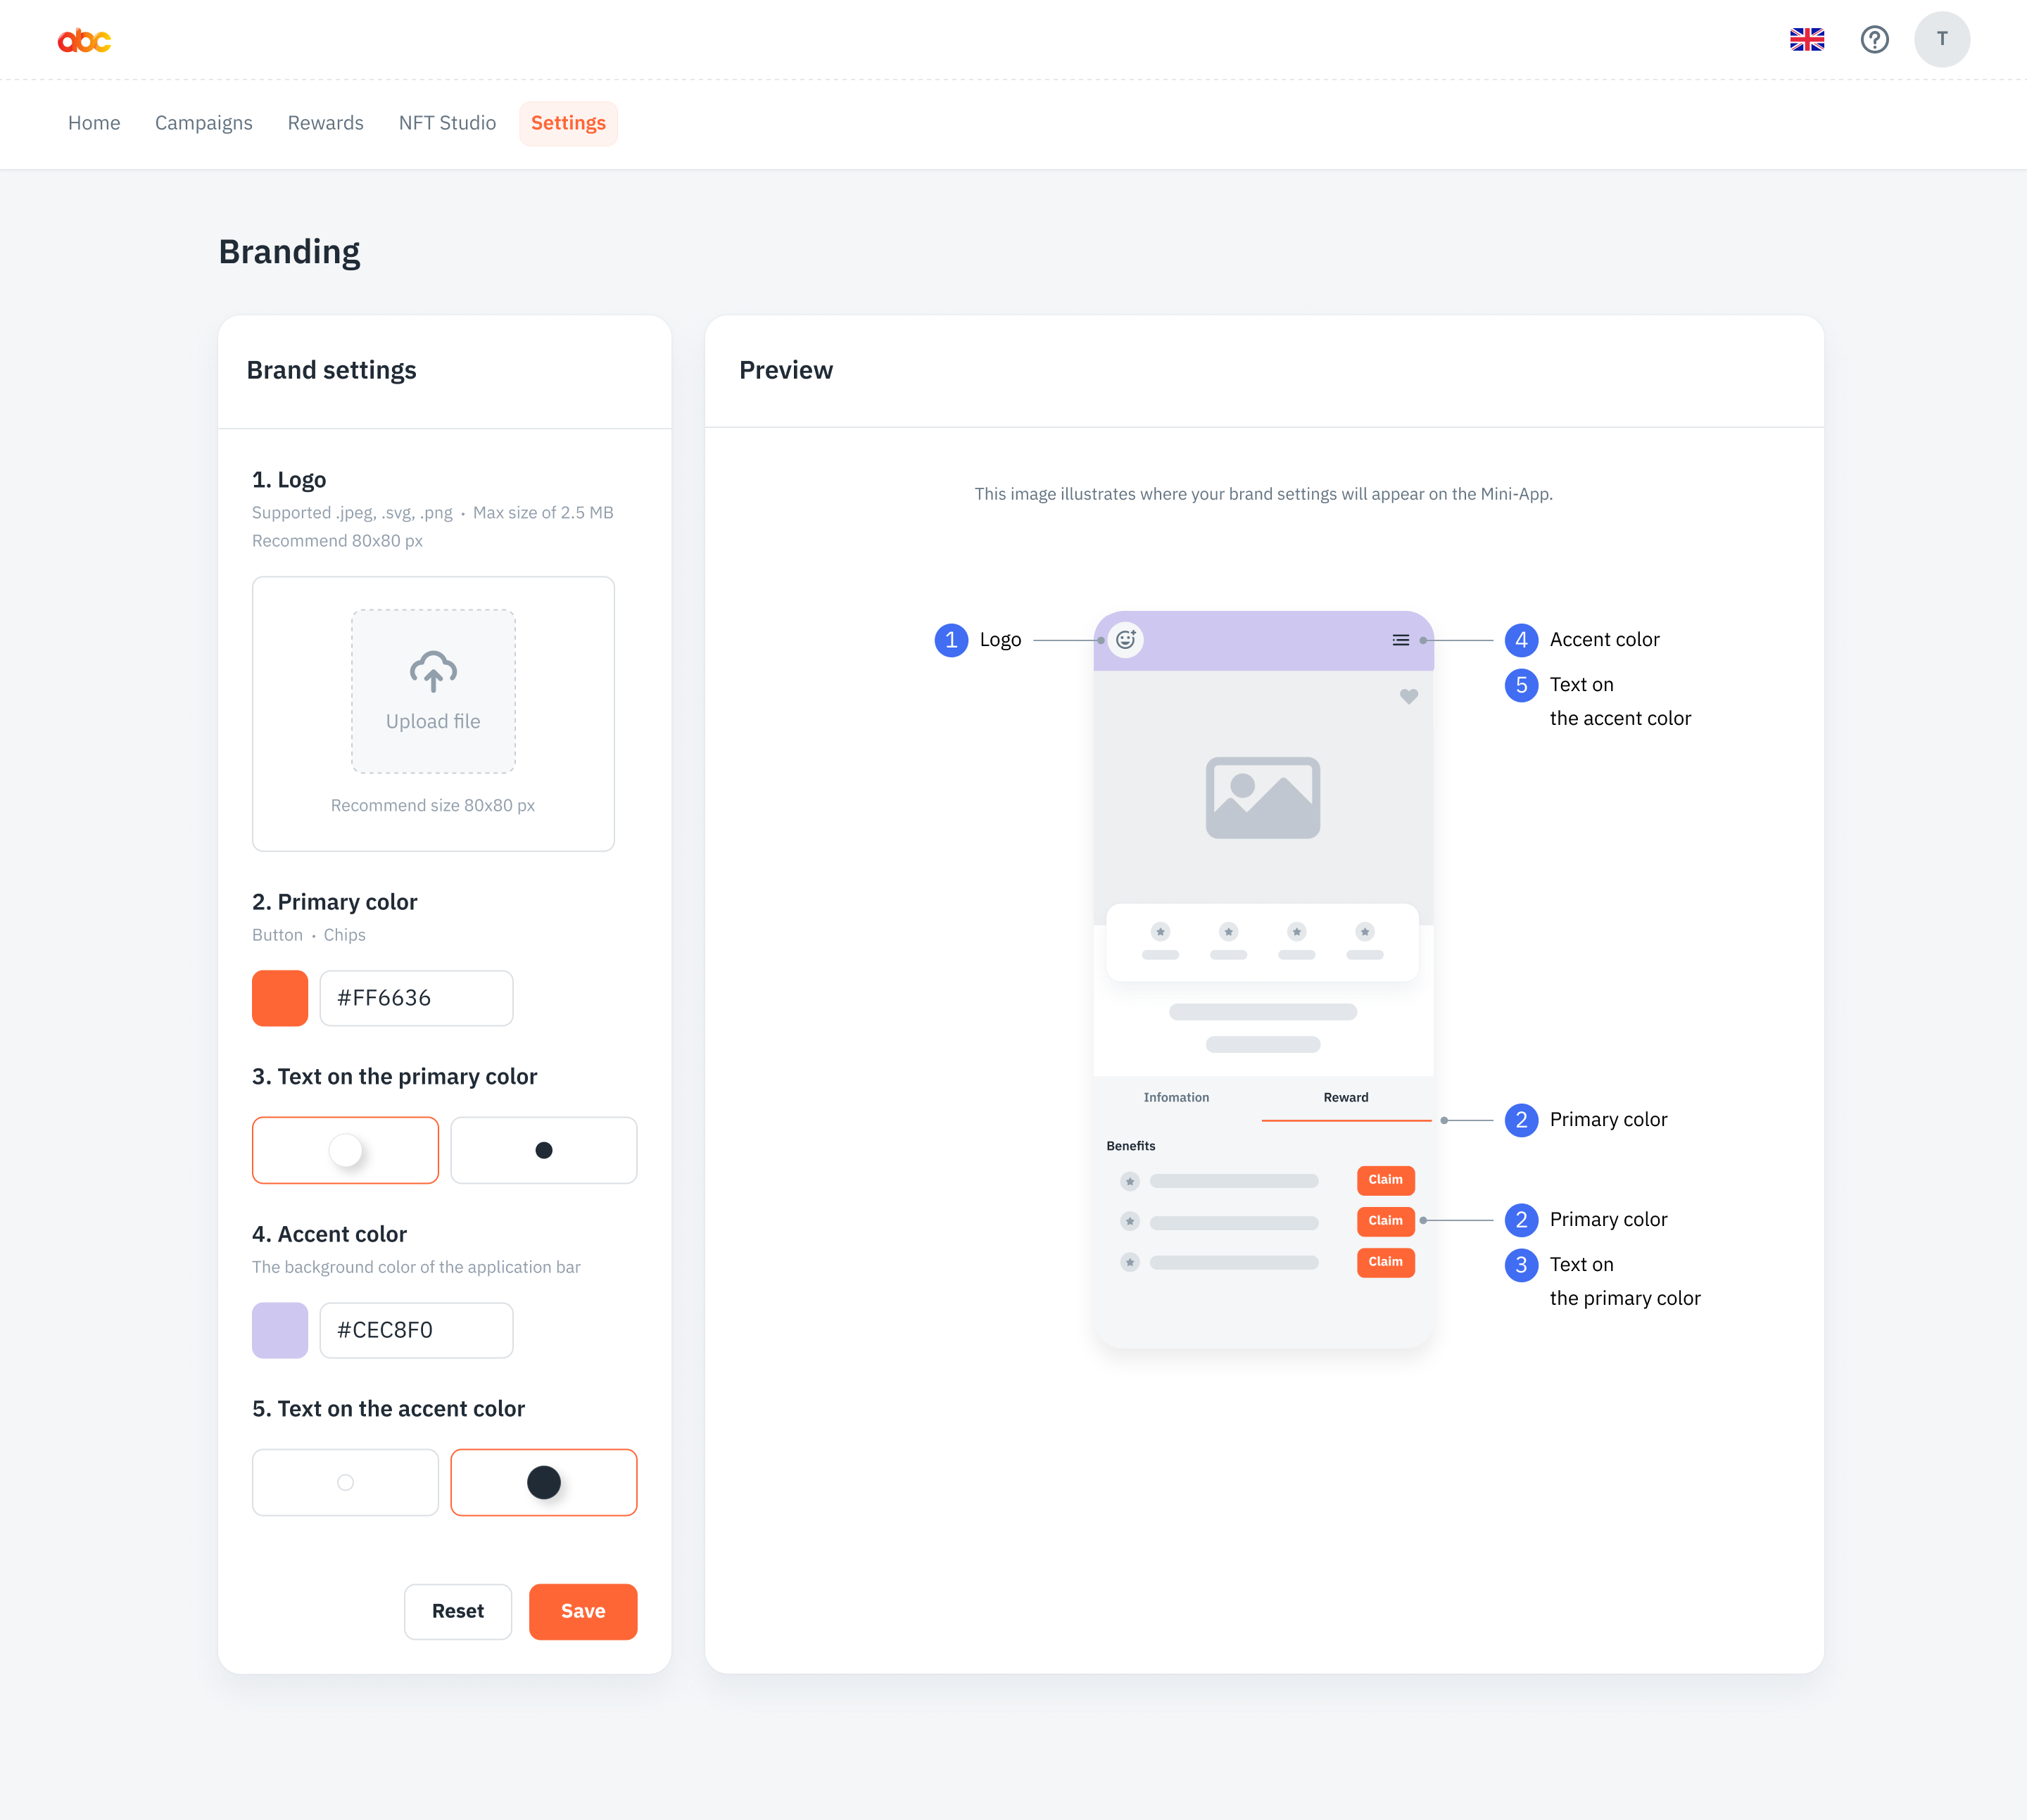 abc
T
Home
Campaigns
Rewards
NFT Studio
Settings
Branding
Brand settings
1. Logo
Supported .jpeg, .svg, .png • Max size of 2.5 MB
Recommend 80x80 px
Upload file
Recommend size 80x80 px
2. Primary color
Button • Chips
#FF6636
3. Text on the primary color
4. Accent color
The background color of the application bar
#CEC8F0
5. Text on the accent color
Reset
Save
Preview
This image illustrates where your brand settings will appear on the Mini-App.
1 Logo
4 Accent color
5 Text on
the accent color
Infomation
Reward
2 Primary color
Benefits
Claim
Claim
2 Primary color
Claim
3 Text on
the primary color